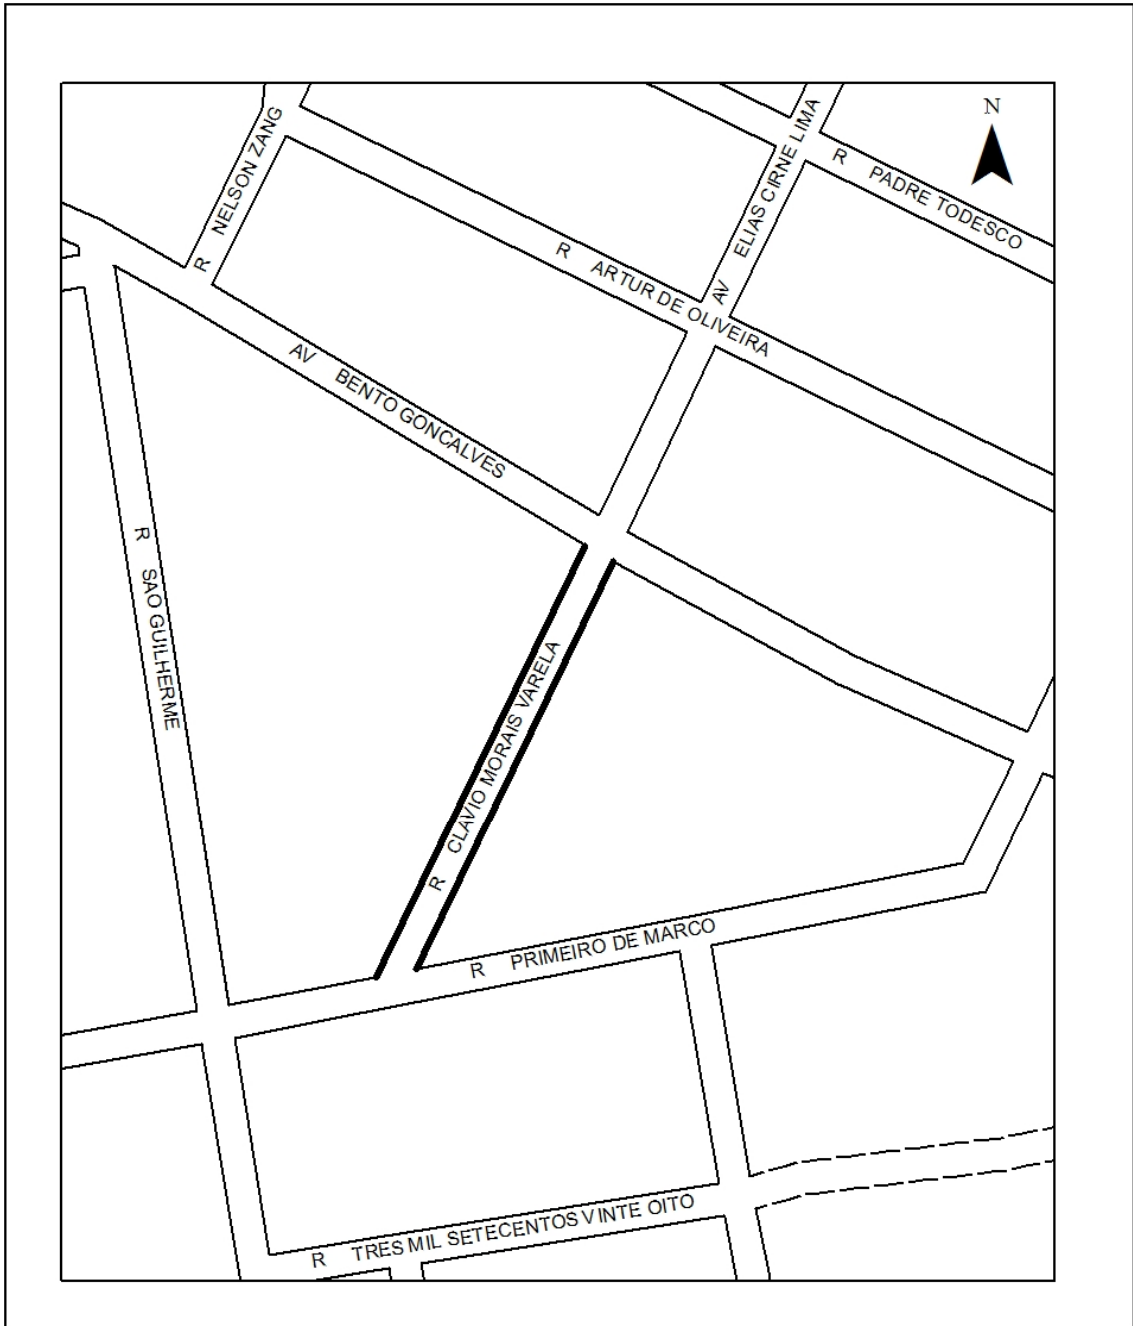 N
R NELSON ZANG
AV ELIAS CIRNE LIMA
R PADRE TODESCO
R ARTUR DE OLIVEIRA
AV BENTO GONCALVES
R SAO GUILHERME
R CLAVIO MORAIS VARELA
R PRIMEIRO DE MARCO
R TRES MIL SETECENTOS VINTE OITO